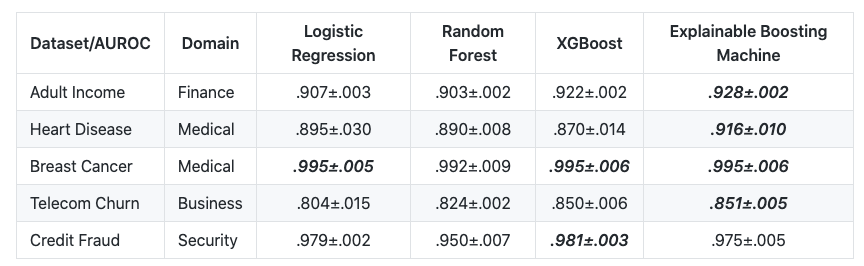 Dataset/AUROC Domain Logistic Regression Random Forest XGBoost Explainable Boosting Machine
Adult Income Finance .907±.003 .903±.002 .922±.002 .928±.002
Heart Disease Medical .895±.030 .890±.008 .870±.014 .916±.010
Breast Cancer Medical .995±.005 .992±.009 .995±.006 .995±.006
Telecom Churn Business .804±.015 .824±.002 .850±.006 .851±.005
Credit Fraud Security .979±.002 .950±.007 .981±.003 .975±.005